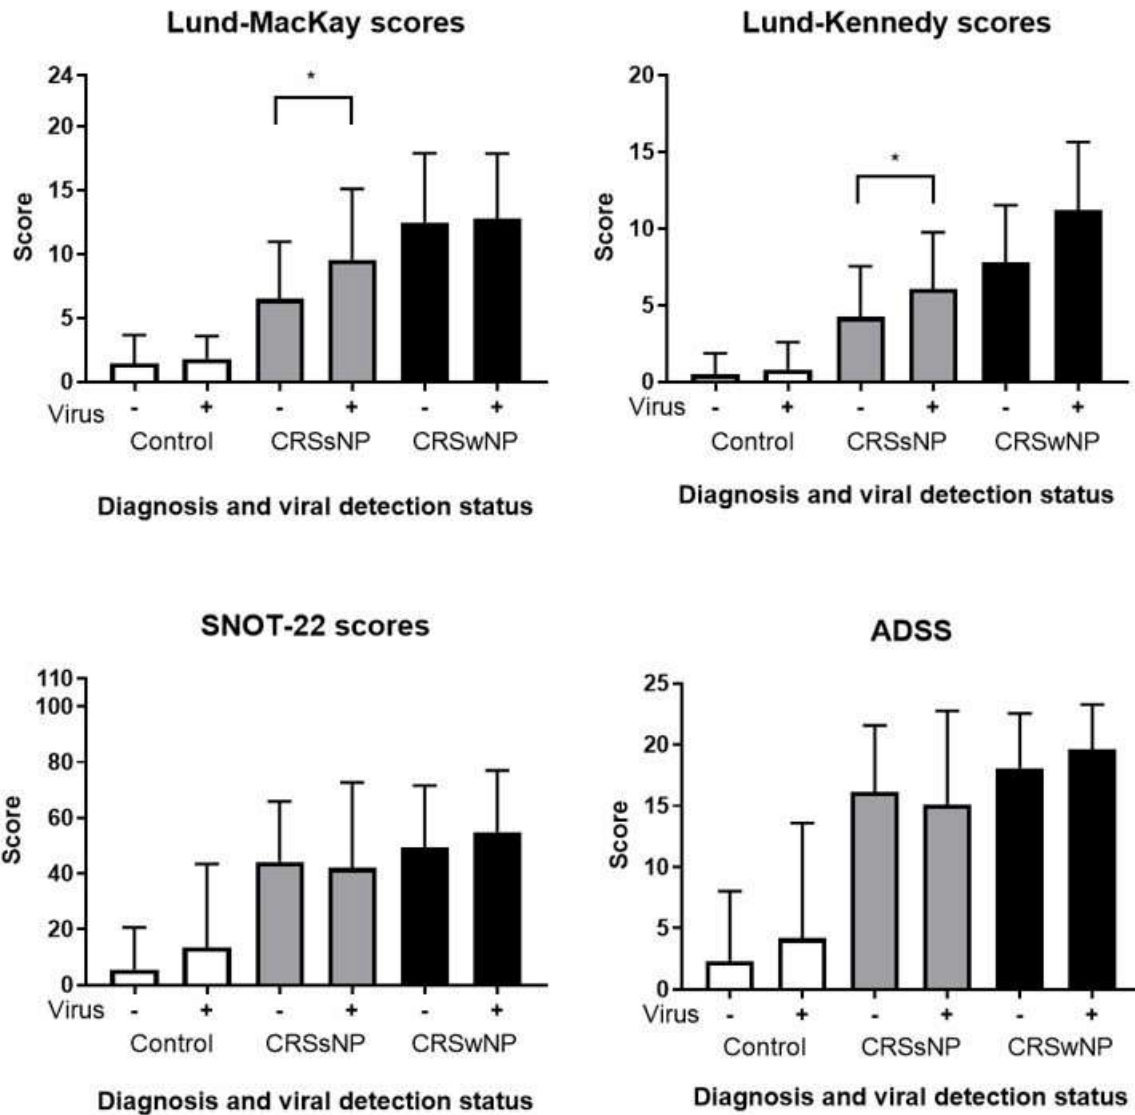 Lund-MacKay scores
24
20
15
10
5
0
Score
*
Virus - + - + - +
Control CRSsNP CRSwNP
Diagnosis and viral detection status
Lund-Kennedy scores
20
15
10
5
0
Score
*
Virus - + - + - +
Control CRSsNP CRSwNP
Diagnosis and viral detection status
SNOT-22 scores
110
100
80
60
40
20
0
Score
Virus - + - + - +
Control CRSsNP CRSwNP
Diagnosis and viral detection status
ADSS
25
20
15
10
5
0
Score
Virus - + - + - +
Control CRSsNP CRSwNP
Diagnosis and viral detection status